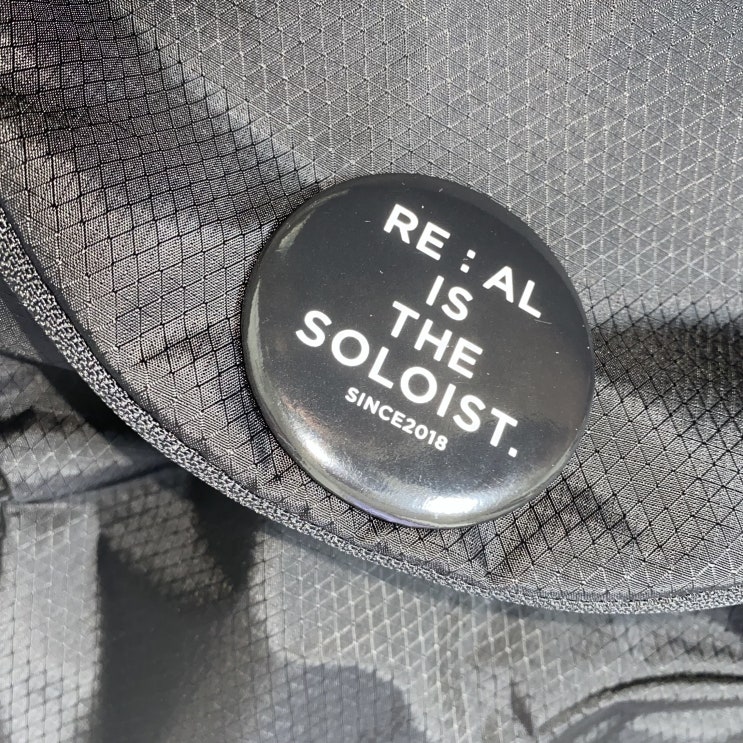 RE : AL
IS
THE
SOLOIST.
SINCE2018